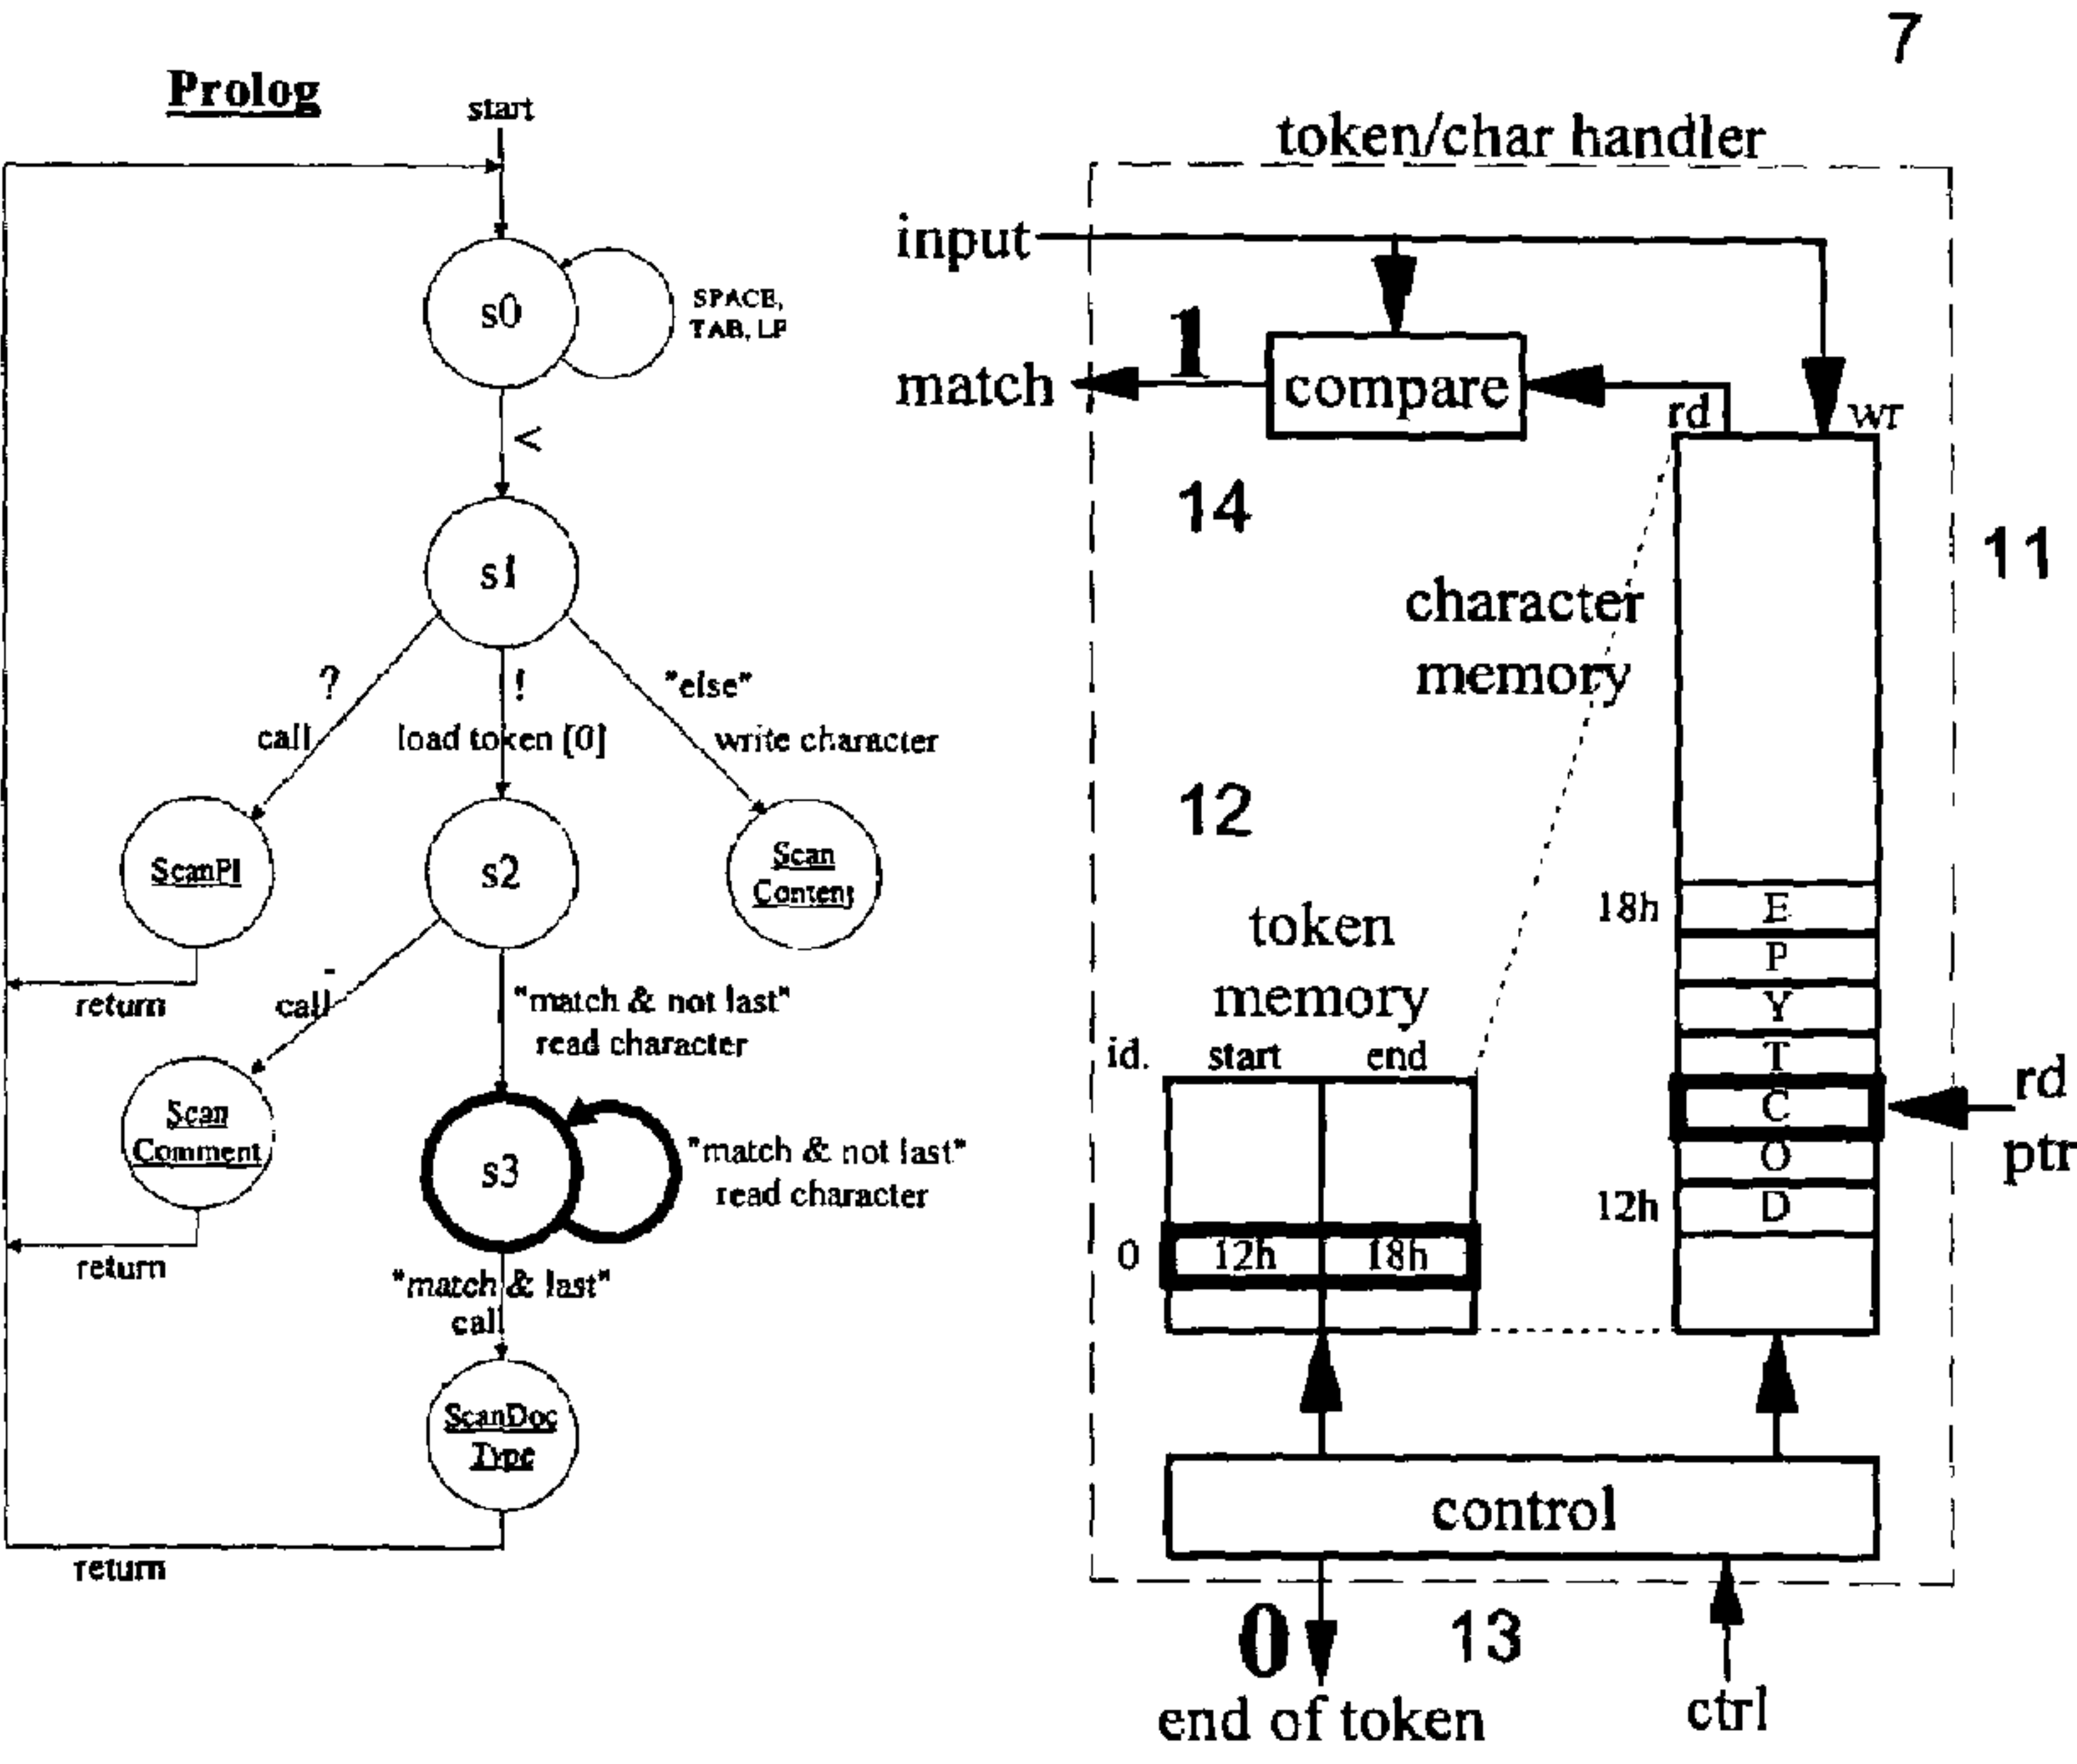 7
Prolog
start
token/char handler
input
s0
SPACE,
TAB, LF
1
match
compare
rd
wr
<
14
11
s1
character
memory
?
!
"else"
call
load token [0]
write character
12
ScanPI
s2
Scan
Content
18h
E
token
P
memory
Y
-
call
"match & not last"
return
read character
id.
start
end
T
rd
C
ptr
Scan
Comment
s3
"match & not last"
read character
O
12h
D
0
12h
18h
return
"match & last"
call
ScanDoc
Type
control
return
0
13
end of token
ctrl